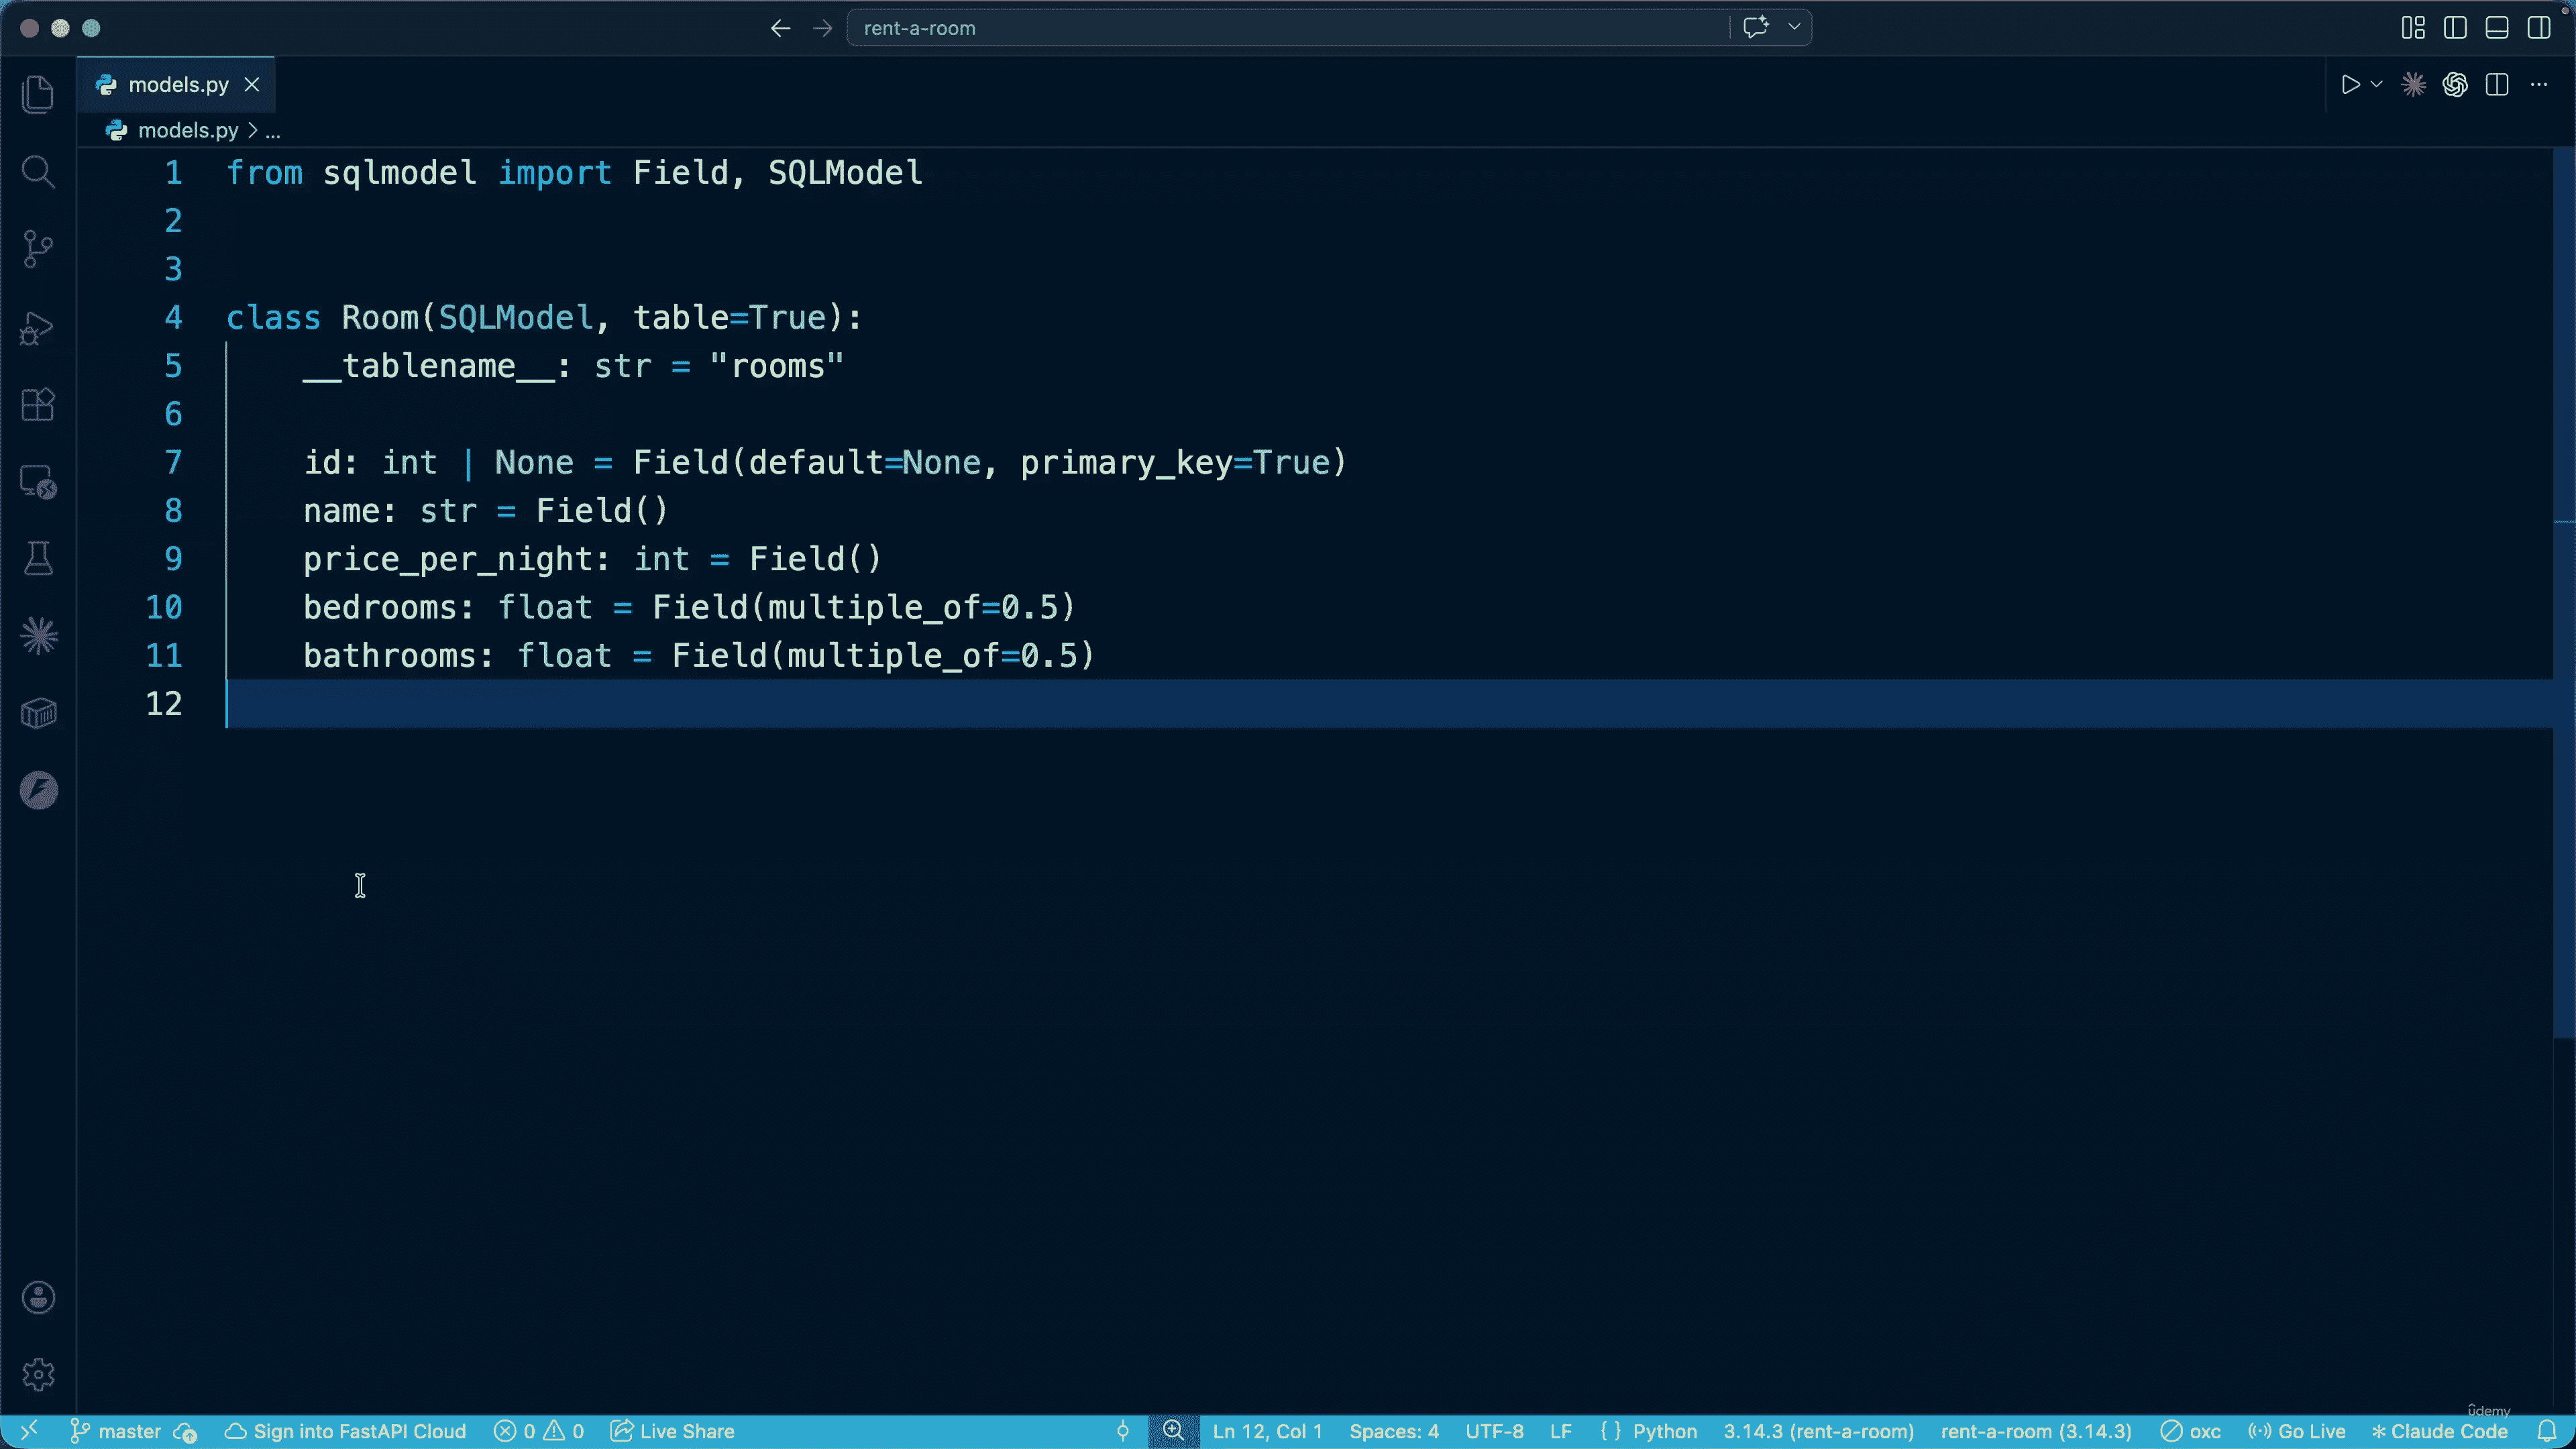 rent-a-room
models.py
models.py > ...
1 from sqlmodel import Field, SQLModel
2
3
4 class Room(SQLModel, table=True):
5     __tablename__: str = "rooms"
6
7     id: int | None = Field(default=None, primary_key=True)
8     name: str = Field()
9     price_per_night: int = Field()
10     bedrooms: float = Field(multiple_of=0.5)
11     bathrooms: float = Field(multiple_of=0.5)
12
udemy
master Sign into FastAPI Cloud 0 0 Live Share Ln 12, Col 1 Spaces: 4 UTF-8 LF { } Python 3.14.3 (rent-a-room) rent-a-room (3.14.3) oxc Go Live Claude Code